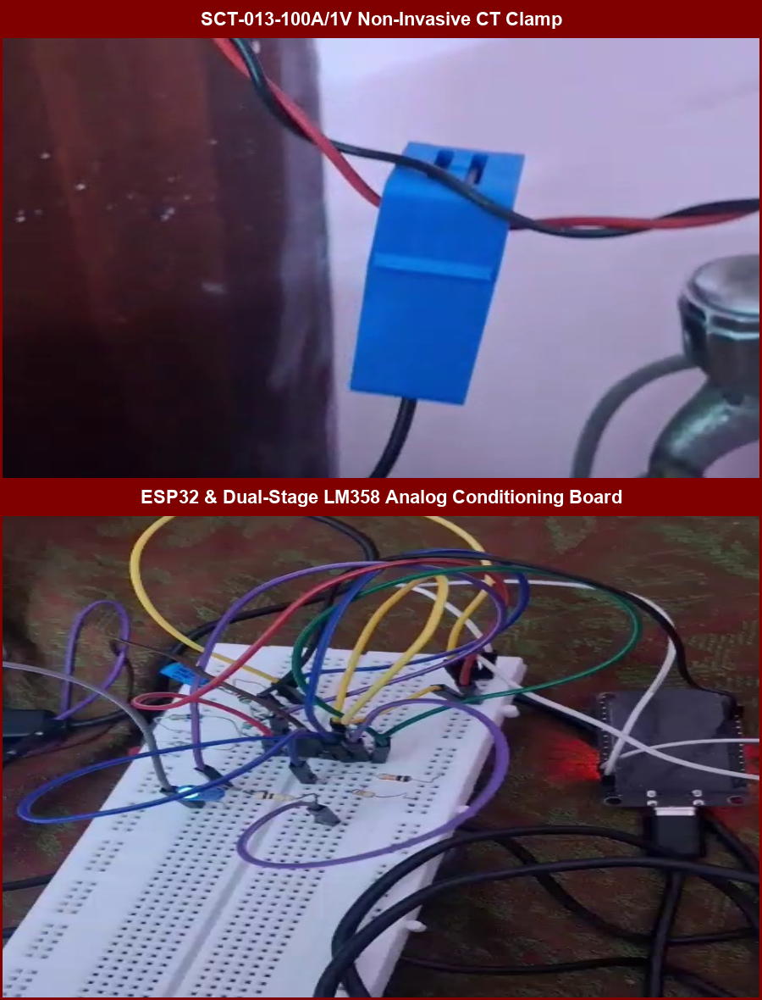 SCT-013-100A/1V Non-Invasive CT Clamp
ESP32 & Dual-Stage LM358 Analog Conditioning Board